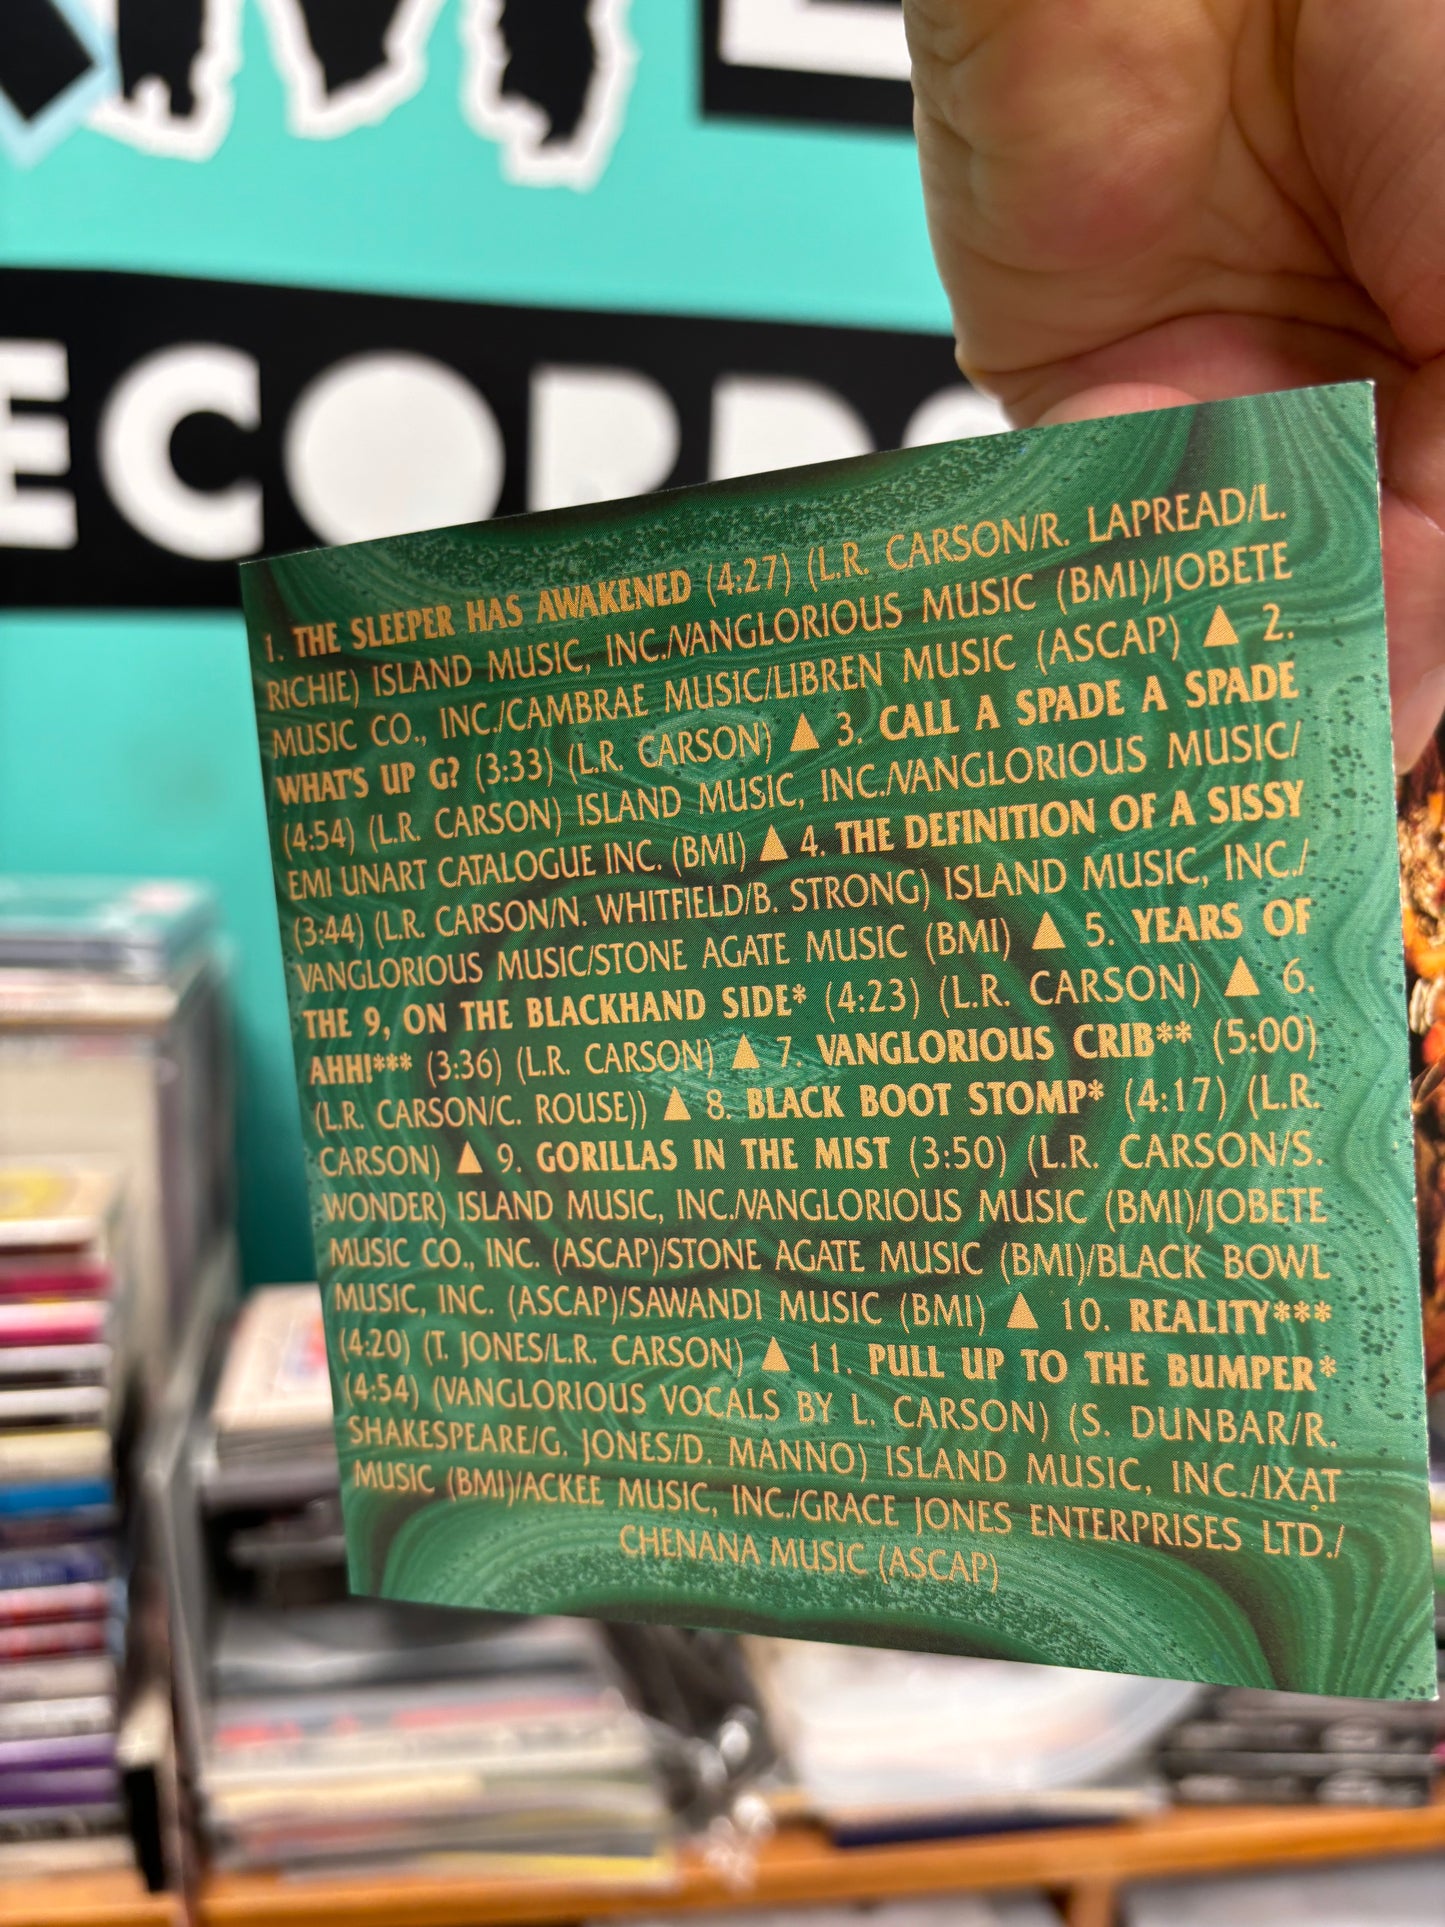 ECORDS
1. THE SLEEPER HAS AWAKENED (4:27) (L.R. CARSON/R. LAPREAD/L.
RICHIE) ISLAND MUSIC, INC./VANGLORIOUS MUSIC (BMI)/JOBETE
MUSIC CO., INC./CAMBRAE MUSIC/LIBREN MUSIC (ASCAP) ▲ 2.
WHAT'S UP G? (3:33) (L.R. CARSON) ▲ 3. CALL A SPADE A SPADE
(4:54) (L.R. CARSON) ISLAND MUSIC, INC./VANGLORIOUS MUSIC/
EMI UNART CATALOGUE INC. (BMI) ▲ 4. THE DEFINITION OF A SISSY
(3:44) (L.R. CARSON/N. WHITFIELD/B. STRONG) ISLAND MUSIC, INC./
VANGLORIOUS MUSIC/STONE AGATE MUSIC (BMI) ▲ 5. YEARS OF
THE 9, ON THE BLACKHAND SIDE* (4:23) (L.R. CARSON) ▲ 6.
AHH!*** (3:36) (L.R. CARSON) ▲ 7. VANGLORIOUS CRIB** (5:00)
(L.R. CARSON/C. ROUSE)) ▲ 8. BLACK BOOT STOMP* (4:17) (L.R.
CARSON) ▲ 9. GORILLAS IN THE MIST (3:50) (L.R. CARSON/S.
WONDER) ISLAND MUSIC, INC./VANGLORIOUS MUSIC (BMI)/JOBETE
MUSIC CO., INC. (ASCAP)/STONE AGATE MUSIC (BMI)/BLACK BOWL
MUSIC, INC. (ASCAP)/SAWANDI MUSIC (BMI) ▲ 10. REALITY***
(4:20) (T. JONES/L.R. CARSON) ▲ 11. PULL UP TO THE BUMPER*
(4:54) (VANGLORIOUS VOCALS BY L. CARSON) (S. DUNBAR/R.
SHAKESPEARE/G. JONES/D. MANNO) ISLAND MUSIC, INC./IXAT
MUSIC (BMI)/ACKEE MUSIC, INC./GRACE JONES ENTERPRISES LTD./
CHENANA MUSIC (ASCAP)